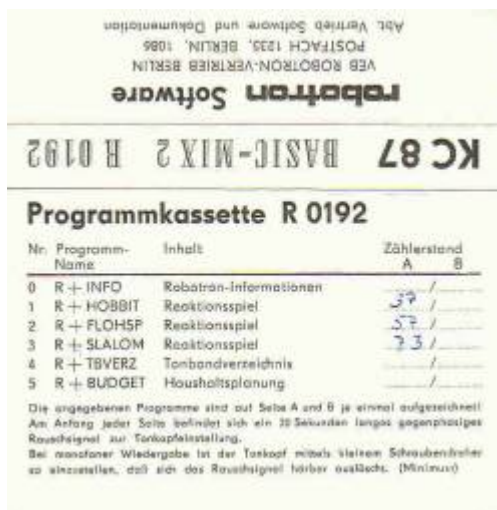 KC 87 BASIC-MIX 2 R 0192
robotron Software
VEB ROBOTRON-VERTRIEB BERLIN
POSTFACH 1235, BERLIN, 1086
Abt. Vertrieb Software und Dokumentation
Programmkassette R 0192
Nr. Programm-Name Inhalt Zählerstand A B
0 R+INFO Robotron-Informationen /
1 R+HOBBIT Reaktionsspiel 37 /
2 R+FLOHSP Reaktionsspiel 57 /
3 R+SLALOM Reaktionsspiel 73 /
4 R+TBVERZ Tonbandverzeichnis /
5 R+BUDGET Haushaltsplanung /
Die angegebenen Programme sind auf Seite A und B je einmal aufgezeichnet!
Am Anfang jeder Seite befindet sich ein 20 Sekunden langes gegenphasiges
Rauschsignal zur Tonkopfeinstellung.
Bei monofoner Wiedergabe ist der Tonkopf mittels kleinem Schraubendreher
so einzustellen, daß sich das Rauschsignal hörbar auslöscht. (Minimum)